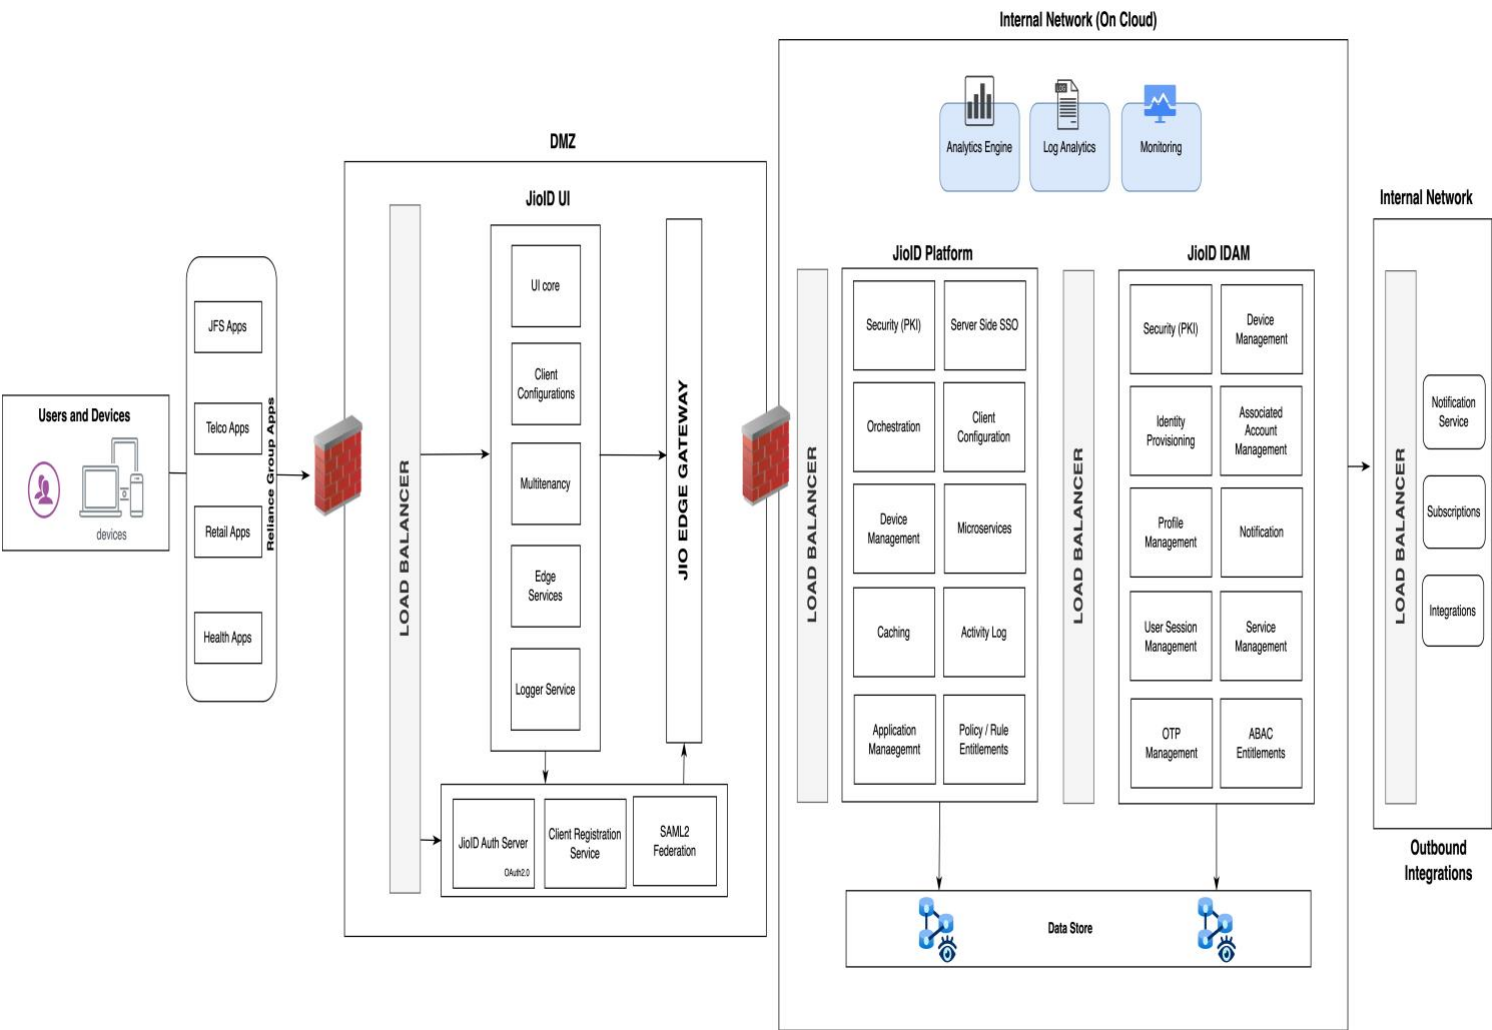 Internal Network (On Cloud)
Analytics Engine
Log Analytics
Monitoring
DMZ
JioID UI
Internal Network
JioID Platform
JioID IDAM
Users and Devices
devices
JFS Apps
Telco Apps
Retail Apps
Health Apps
Reliance Group Apps
LOAD BALANCER
UI core
Client
Configurations
Multitenancy
Edge
Services
Logger Service
JIO EDGE GATEWAY
JioID Auth Server
OAuth2.0
Client Registration
Service
SAML2
Federation
LOAD BALANCER
Security (PKI)
Server Side SSO
Orchestration
Client
Configuration
Device
Management
Microservices
Caching
Activity Log
Application
Manaegemnt
Policy / Rule
Entitlements
LOAD BALANCER
Security (PKI)
Device
Management
Identity
Provisioning
Associated
Account
Management
Profile
Management
Notification
User Session
Management
Service
Management
OTP
Management
ABAC
Entitlements
Data Store
LOAD BALANCER
Notification
Service
Subscriptions
Integrations
Outbound
Integrations